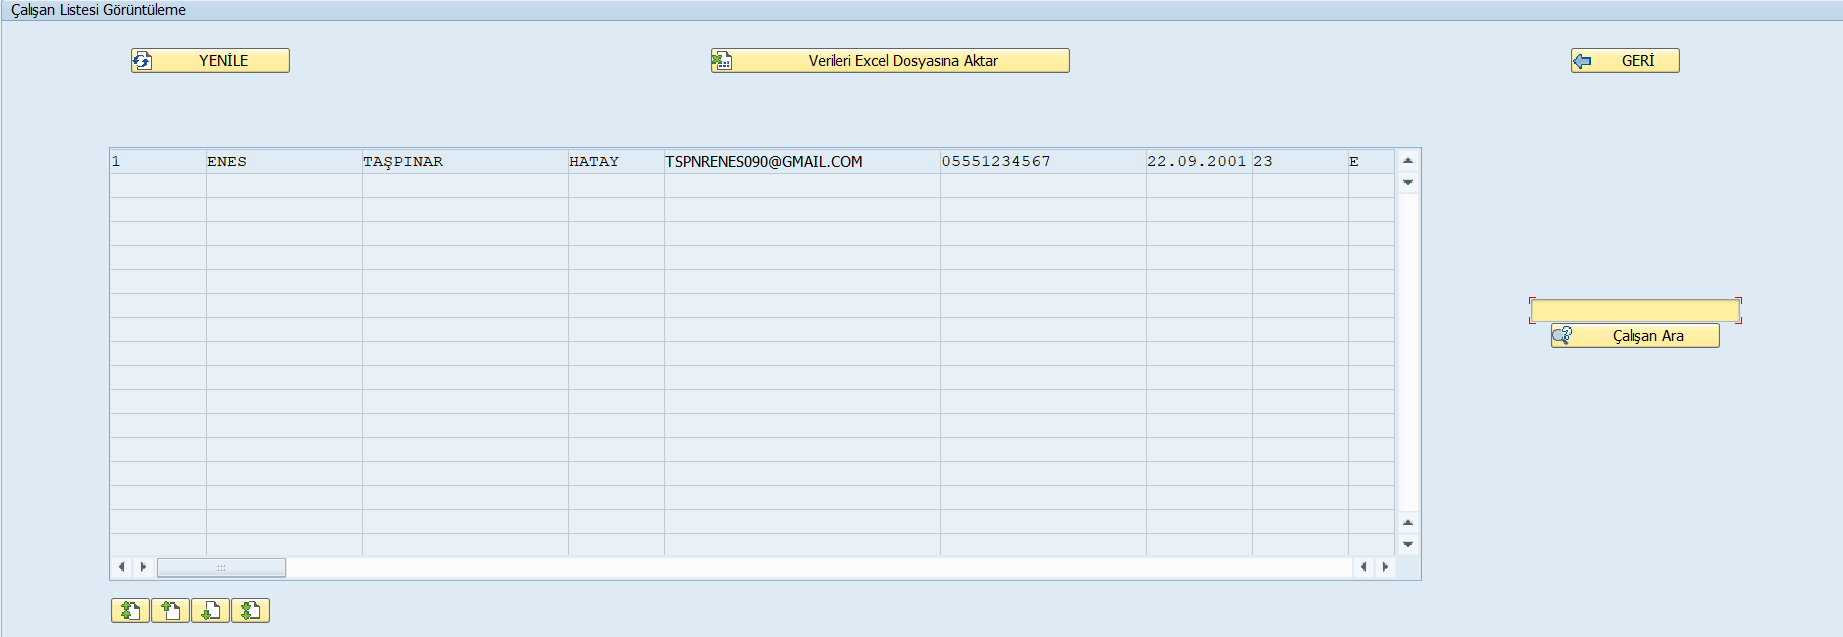 Çalışan Listesi Görüntüleme
YENİLE
Verileri Excel Dosyasına Aktar
GERİ
1 ENES TAŞPINAR HATAY TSPNRENES090@GMAIL.COM 05551234567 22.09.2001 23 E
Çalışan Ara